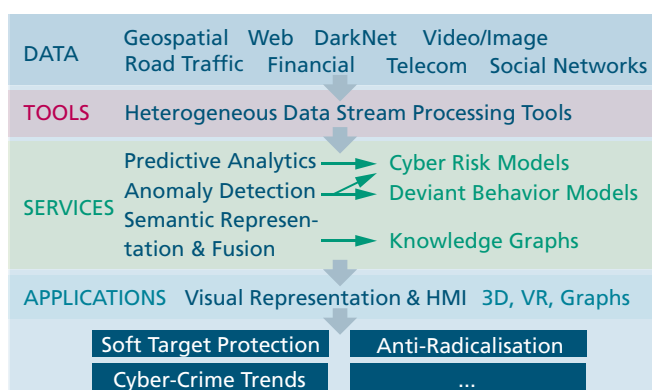 DATA
Geospatial Web DarkNet Video/Image
Road Traffic Financial Telecom Social Networks
TOOLS Heterogeneous Data Stream Processing Tools
SERVICES
Predictive Analytics Cyber Risk Models
Anomaly Detection Deviant Behavior Models
Semantic Represen-
tation & Fusion Knowledge Graphs
APPLICATIONS Visual Representation & HMI 3D, VR, Graphs
Soft Target Protection Anti-Radicalisation
Cyber-Crime Trends ...